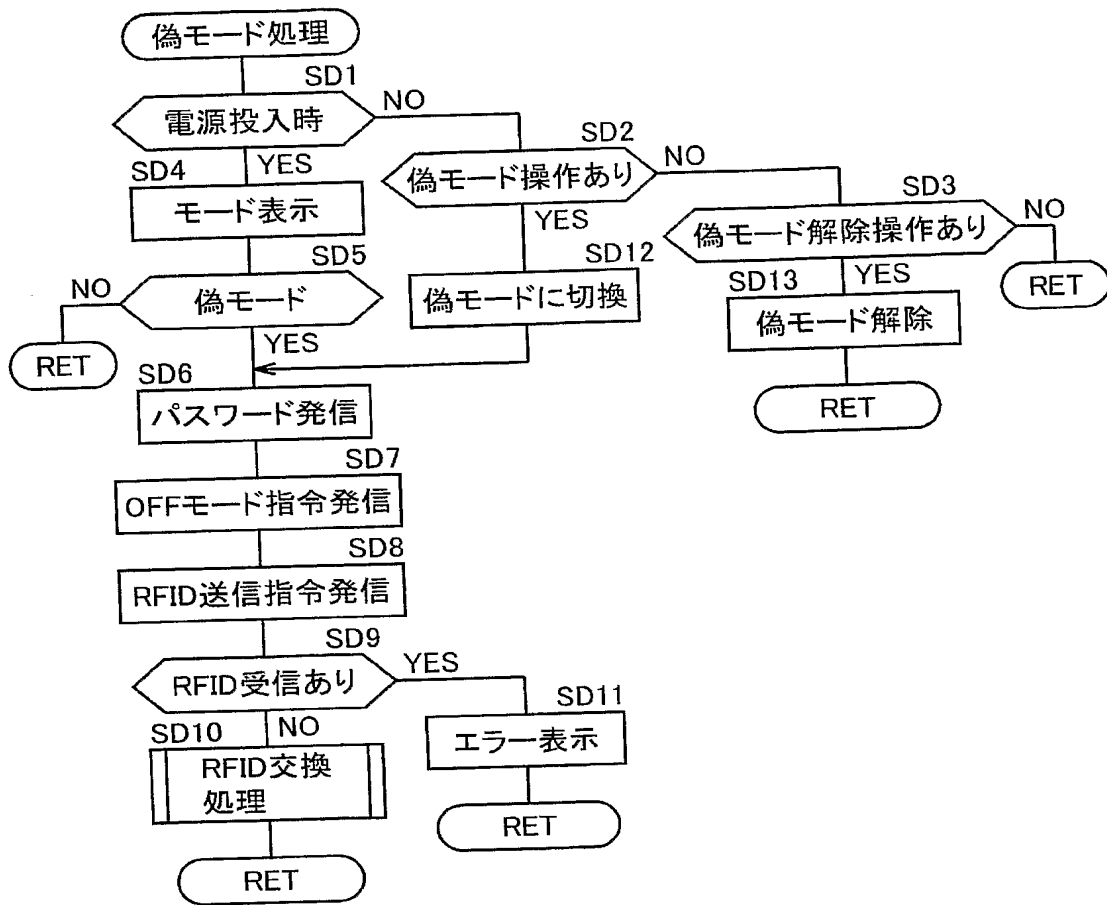 偽モード処理
SD1
電源投入時
NO
SD2
偽モード操作あり
NO
SD3
偽モード解除操作あり
NO
RET
SD4
YES
モード表示
YES
SD12
偽モードに切換
SD13
YES
偽モード解除
RET
SD5
NO
偽モード
RET
YES
SD6
パスワード発信
SD7
OFFモード指令発信
SD8
RFID送信指令発信
SD9
RFID受信あり
YES
SD11
エラー表示
RET
SD10
NO
RFID交換
処理
RET